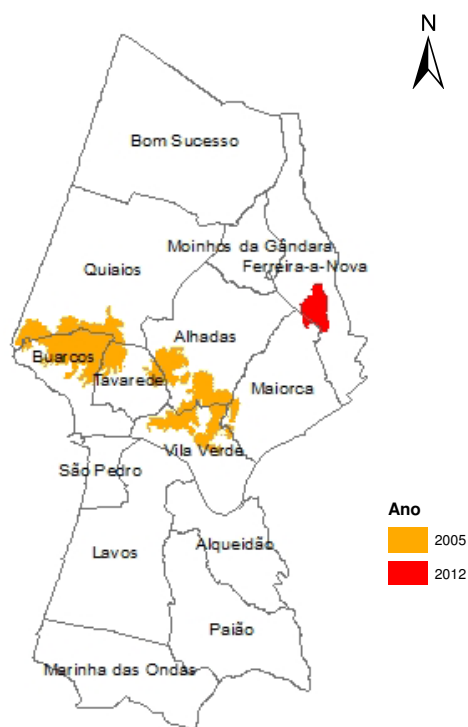 N
Bom Sucesso
Moinhos da Gândara
Ferreira-a-Nova
Quiaios
Alhadas
Buarcos
Tavarede
Maiorca
Vila Verde
São Pedro
Ano
2005
2012
Lavos
Alqueidão
Paião
Marinha das Ondas